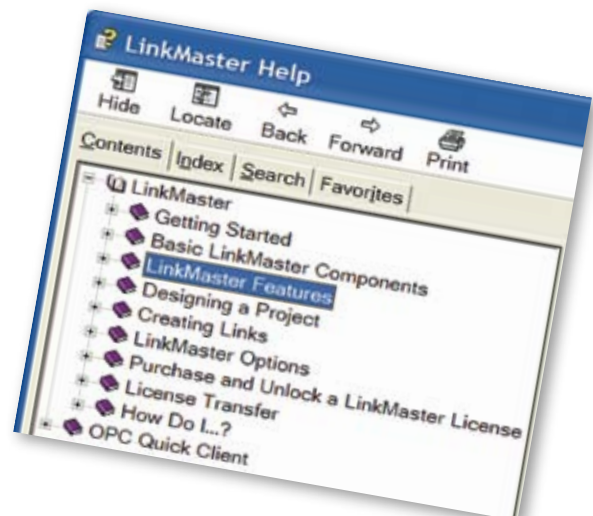 LinkMaster Help
Hide Locate Back Forward Print
Contents Index Search Favorites
LinkMaster
Getting Started
Basic LinkMaster Components
LinkMaster Features
Designing a Project
Creating Links
LinkMaster Options
Purchase and Unlock a LinkMaster License
License Transfer
How Do I...?
OPC Quick Client